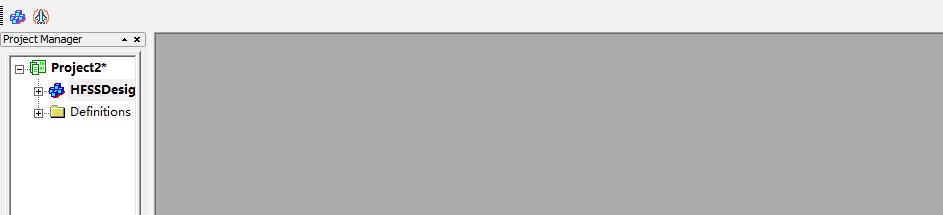 Project Manager
Project2*
HFSSDesig
Definitions